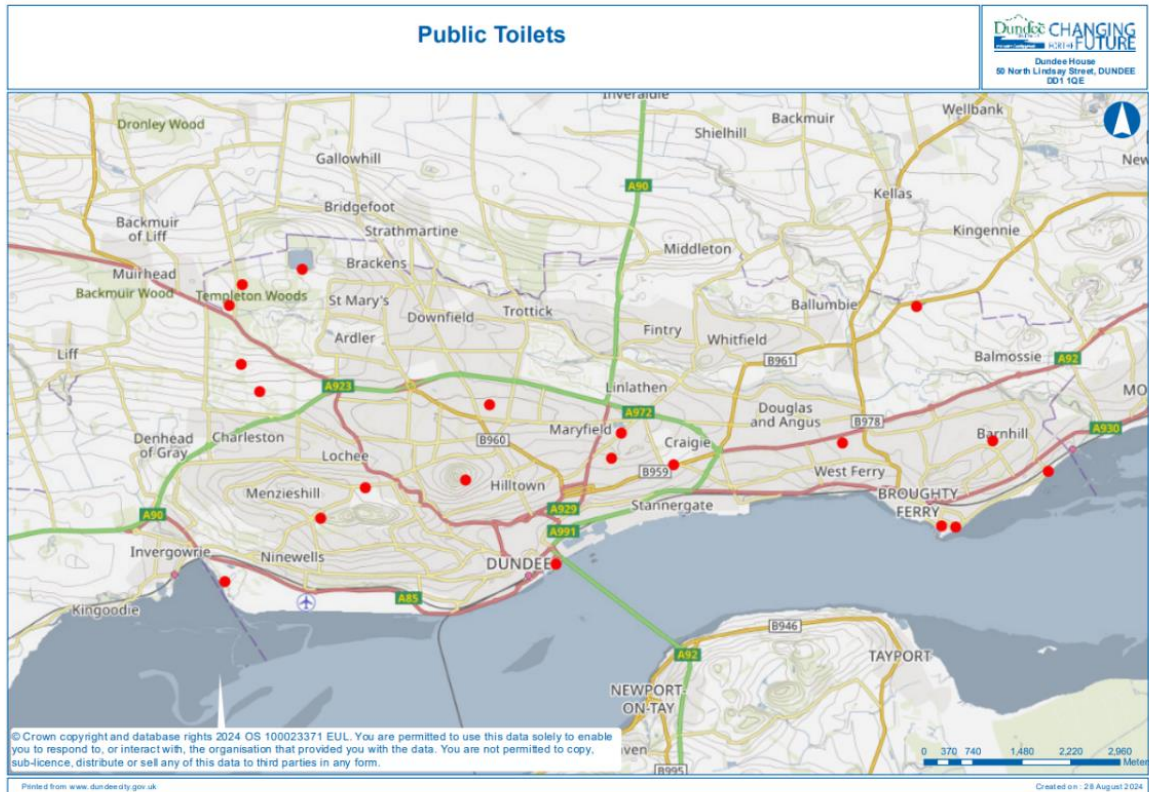 Public Toilets
Dundee CHANGING
FOR THE FUTURE
Dundee House
50 North Lindsay Street, DUNDEE
DD1 1QE
Inveraldie
Wellbank
Dronley Wood
Backmuir
Shielhill
New
Gallowhill
A90
Kellas
Bridgefoot
Backmuir
of Liff
Strathmartine
Kingennie
Middleton
Brackens
Muirhead
Backmuir Wood
Templeton Woods
St Mary's
Ballumbie
Trottick
Downfield
Fintry
Whitfield
Ardler
Liff
Balmossie
A92
B961
A923
Linlathen
MO
A972
Douglas
and Angus
B978
A930
Maryfield
Craigie
Barnhill
Denhead
of Gray
Charleston
B960
Lochee
B959
West Ferry
Menzieshill
Hilltown
BROUGHTY
FERRY
Stannergate
A929
A90
A991
Invergowrie
Ninewells
DUNDEE
A85
Kingoodie
B946
A92
TAYPORT
NEWPORT-
ON-TAY
aven
B995
© Crown copyright and database rights 2024 OS 100023371 EUL. You are permitted to use this data solely to enable
you to respond to, or interact with, the organisation that provided you with the data. You are not permitted to copy,
sub-licence, distribute or sell any of this data to third parties in any form.
0 370 740 1,480 2,220 2,960
Meter
Printed from www.dundeecity.gov.uk
Created on : 28 August 2024